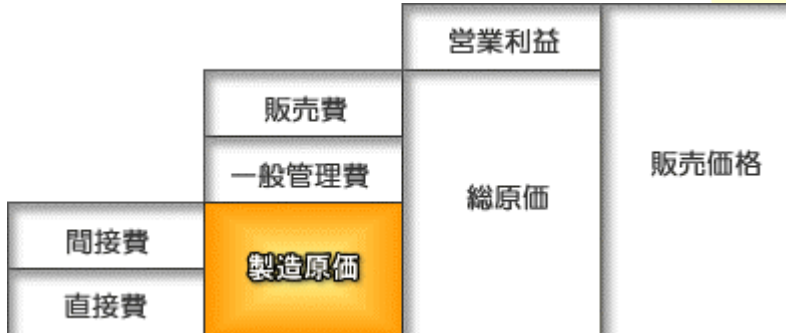 営業利益
販売費
一般管理費
総原価
販売価格
間接費
製造原価
直接費